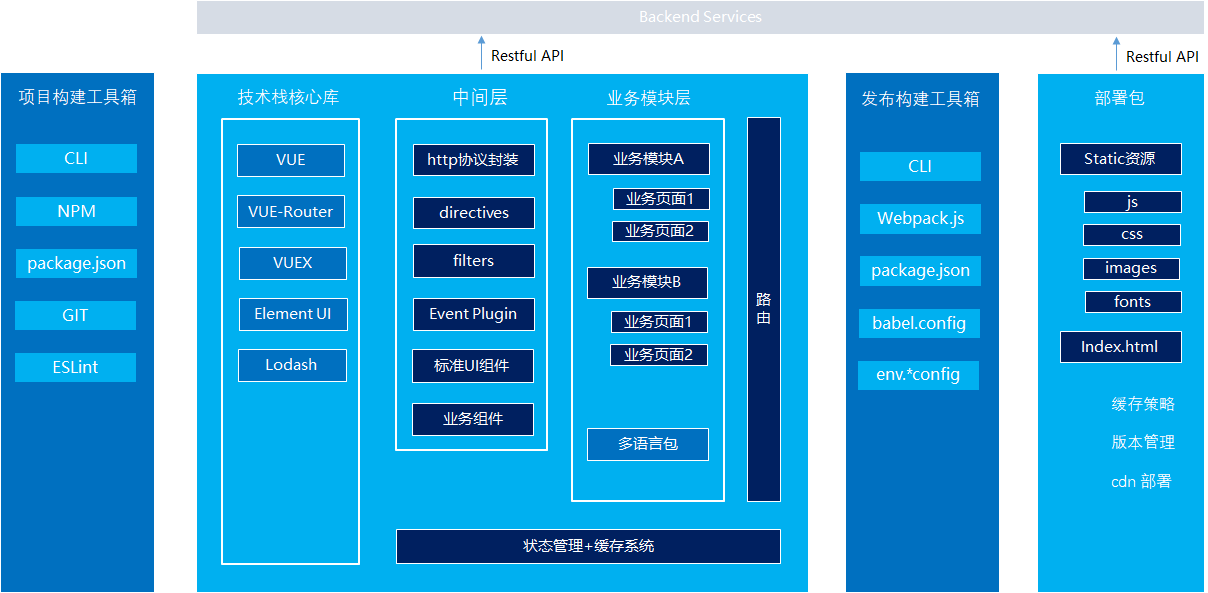 Backend Services
Restful API
Restful API
项目构建工具箱
CLI
NPM
package.json
GIT
ESLint
技术栈核心库
VUE
VUE-Router
VUEX
Element UI
Lodash
中间层
http协议封装
directives
filters
Event Plugin
标准UI组件
业务组件
业务模块层
业务模块A
业务页面1
业务页面2
业务模块B
业务页面1
业务页面2
多语言包
路
由
状态管理+缓存系统
发布构建工具箱
CLI
Webpack.js
package.json
babel.config
env.*config
部署包
Static资源
js
css
images
fonts
Index.html
缓存策略
版本管理
cdn 部署